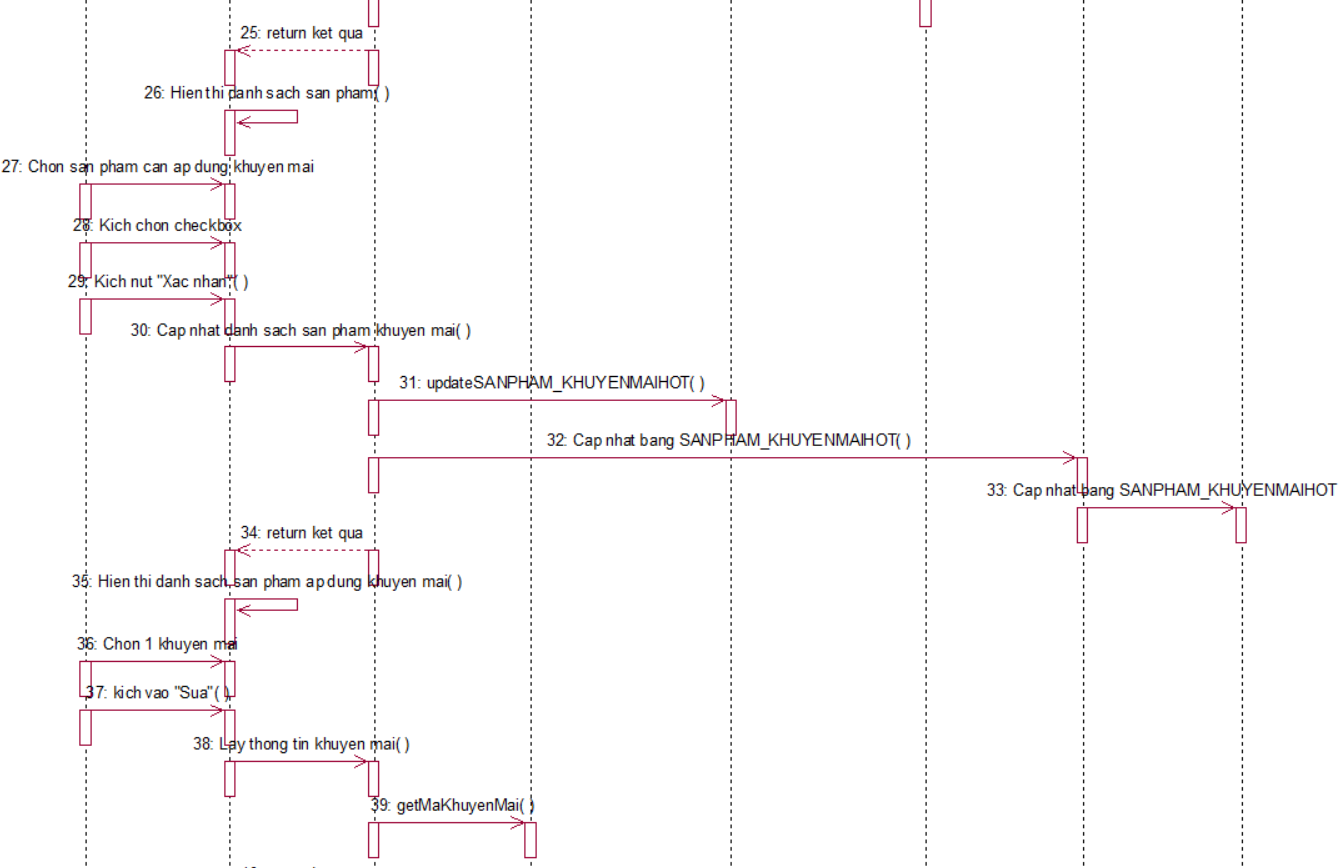 25: return ket qua
26: Hien thi danh sach san pham( )
27: Chon san pham can ap dung khuyen mai
28: Kich chon checkbox
29: Kich nut "Xac nhan"( )
30: Cap nhat danh sach san pham khuyen mai( )
31: updateSANPHAM_KHUYENMAIHOT( )
32: Cap nhat bang SANPHAM_KHUYENMAIHOT( )
33: Cap nhat bang SANPHAM_KHUYENMAIHOT
34: return ket qua
35: Hien thi danh sach san pham ap dung khuyen mai( )
36: Chon 1 khuyen mai
37: kich vao "Sua"( )
38: Lay thong tin khuyen mai( )
39: getMaKhuyenMai( )